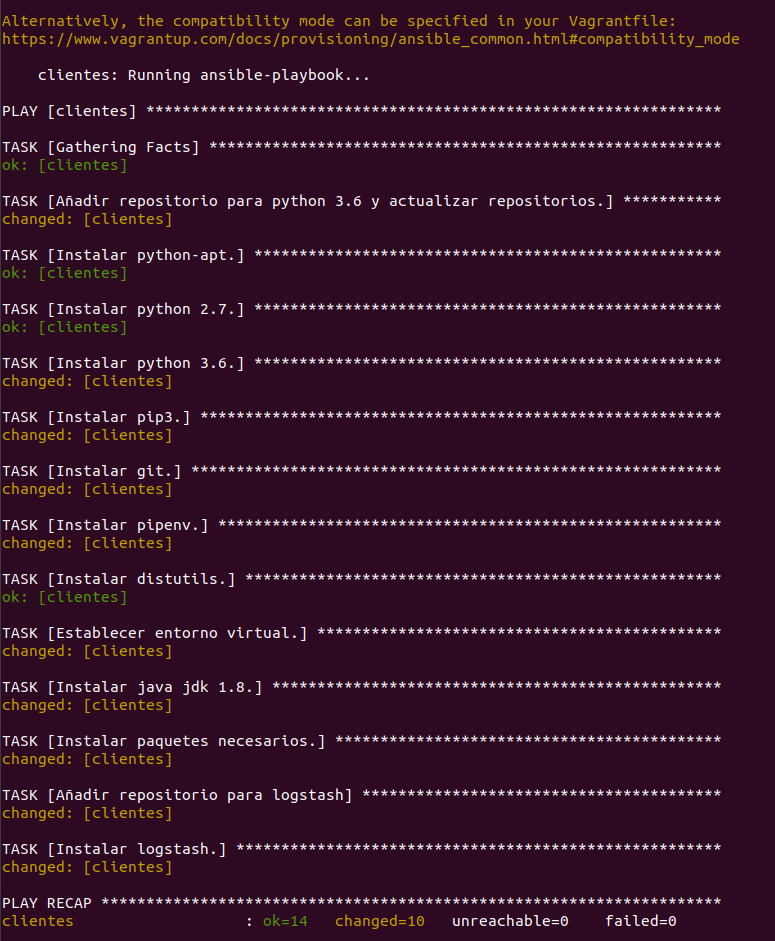 Alternatively, the compatibility mode can be specified in your Vagrantfile:
https://www.vagrantup.com/docs/provisioning/ansible_common.html#compatibility_mode
clientes: Running ansible-playbook...
PLAY [clientes] ****************************************************************
TASK [Gathering Facts] *********************************************************
ok: [clientes]
TASK [Añadir repositorio para python 3.6 y actualizar repositorios.] ***********
changed: [clientes]
TASK [Instalar python-apt.] ****************************************************
ok: [clientes]
TASK [Instalar python 2.7.] ****************************************************
ok: [clientes]
TASK [Instalar python 3.6.] ****************************************************
changed: [clientes]
TASK [Instalar pip3.] **********************************************************
changed: [clientes]
TASK [Instalar git.] ***********************************************************
changed: [clientes]
TASK [Instalar pipenv.] ********************************************************
changed: [clientes]
TASK [Instalar distutils.] *****************************************************
ok: [clientes]
TASK [Establecer entorno virtual.] *********************************************
changed: [clientes]
TASK [Instalar java jdk 1.8.] **************************************************
changed: [clientes]
TASK [Instalar paquetes necesarios.] *******************************************
changed: [clientes]
TASK [Añadir repositorio para logstash] ****************************************
changed: [clientes]
TASK [Instalar logstash.] ******************************************************
changed: [clientes]
PLAY RECAP *********************************************************************
clientes                   : ok=14   changed=10   unreachable=0    failed=0